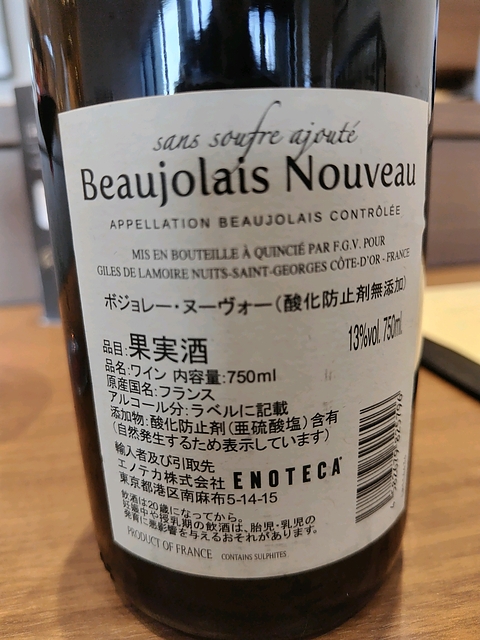 sans soufre ajouté
Beaujolais Nouveau
APPELLATION BEAUJOLAIS CONTRÔLÉE
MIS EN BOUTEILLE À QUINCIÉ PAR F.G.V. POUR
GILES DE LAMOIRE NUITS-SAINT-GEORGES CÔTE-D'OR - FRANCE
ボジョレー・ヌーヴォー(酸化防止剤無添加)
13%vol. 750ml
品目:果実酒
品名:ワイン 内容量:750ml
原産国名:フランス
アルコール分:ラベルに記載
添加物:酸化防止剤(亜硫酸塩)含有
(自然発生するため表示しています)
輸入者及び引取先
エノテカ株式会社 ENOTECA
東京都港区南麻布5-14-15
飲酒は20歳になってから。
妊娠中や授乳期の飲酒は、胎児・乳児の
発育に悪影響を与えるおそれがあります。
PRODUCT OF FRANCE CONTAINS SULPHITES